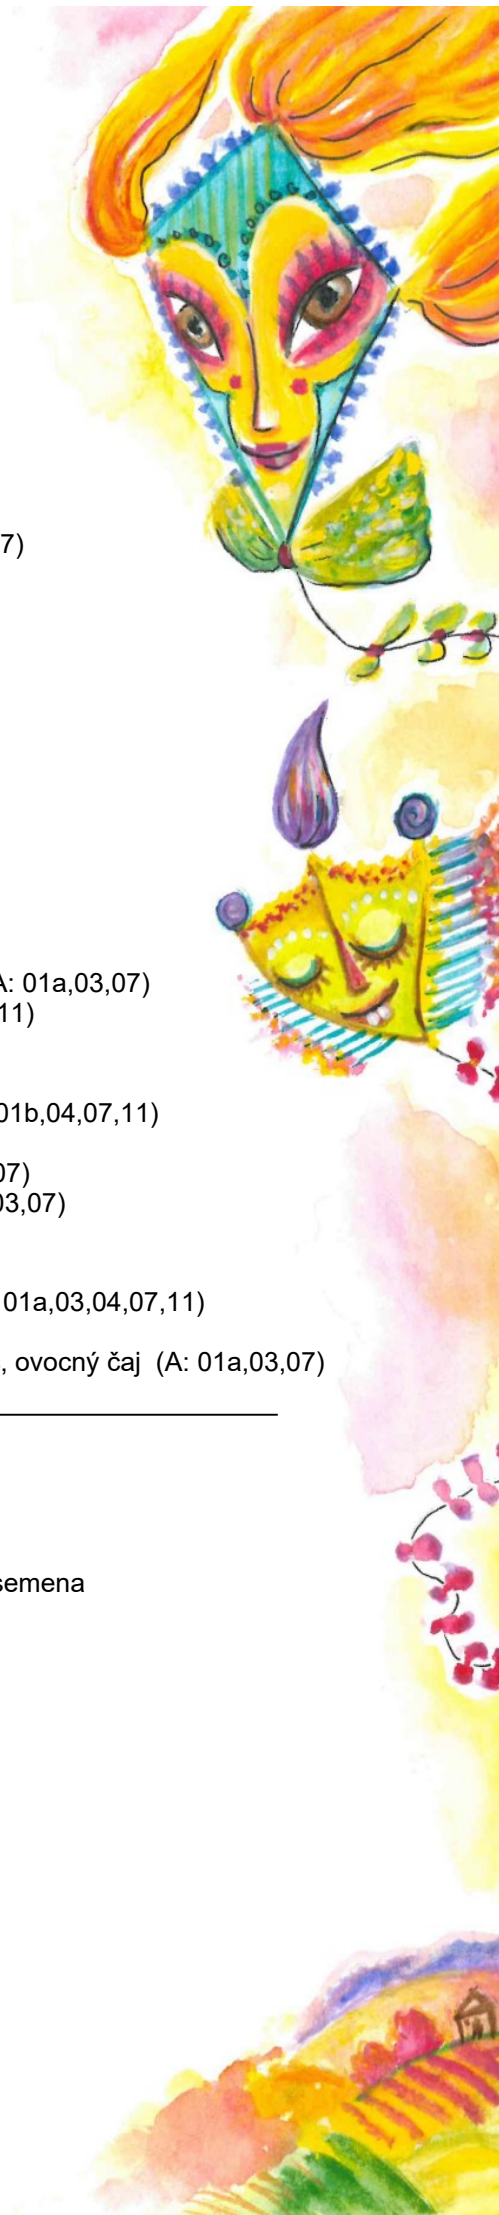 7)
A: 01a,03,07)
11)
01b,04,07,11)
07)
03,07)
01a,03,04,07,11)
, ovocný čaj (A: 01a,03,07)
semena